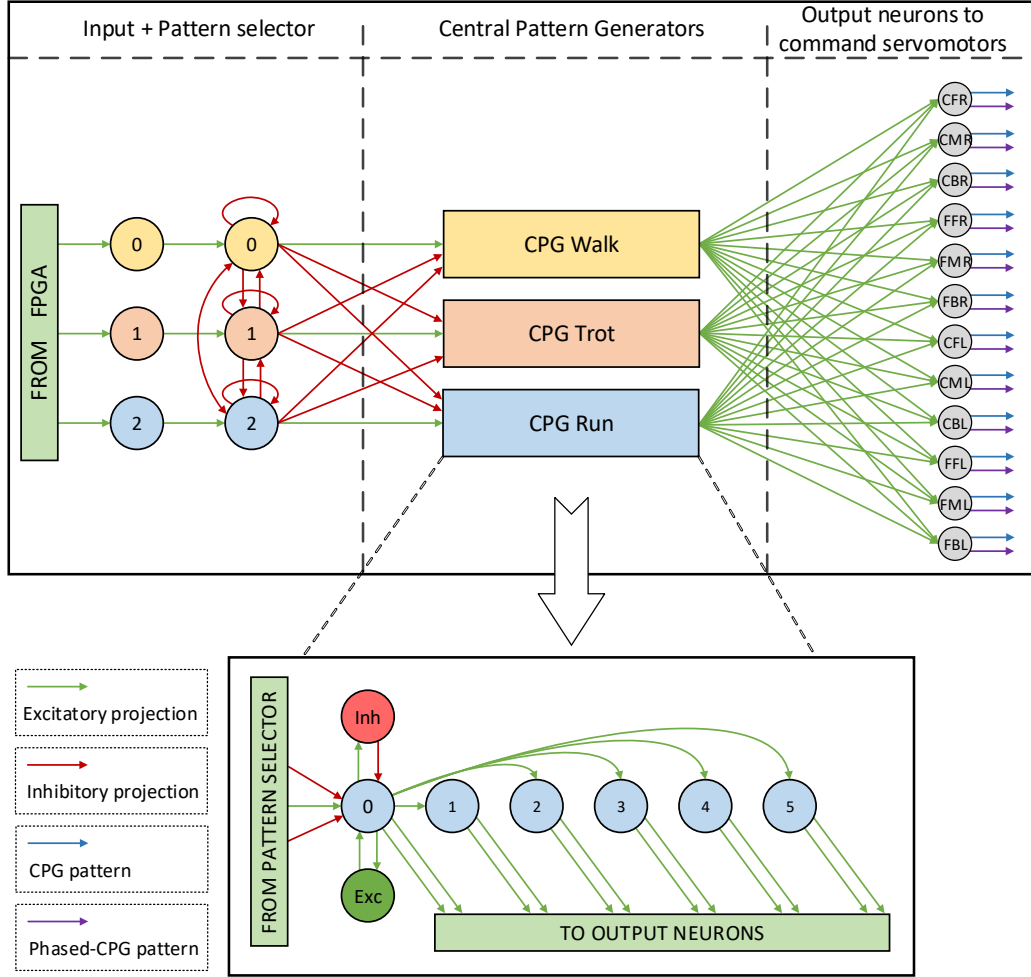 Input + Pattern selector
Central Pattern Generators
Output neurons to
command servomotors
FROM FPGA
0
0
1
1
2
2
CPG Walk
CPG Trot
CPG Run
CFR
CMR
CBR
FFR
FMR
FBR
CFL
CML
CBL
FFL
FML
FBL
Excitatory projection
Inhibitory projection
CPG pattern
Phased-CPG pattern
FROM PATTERN SELECTOR
Inh
0
1
2
3
4
5
Exc
TO OUTPUT NEURONS